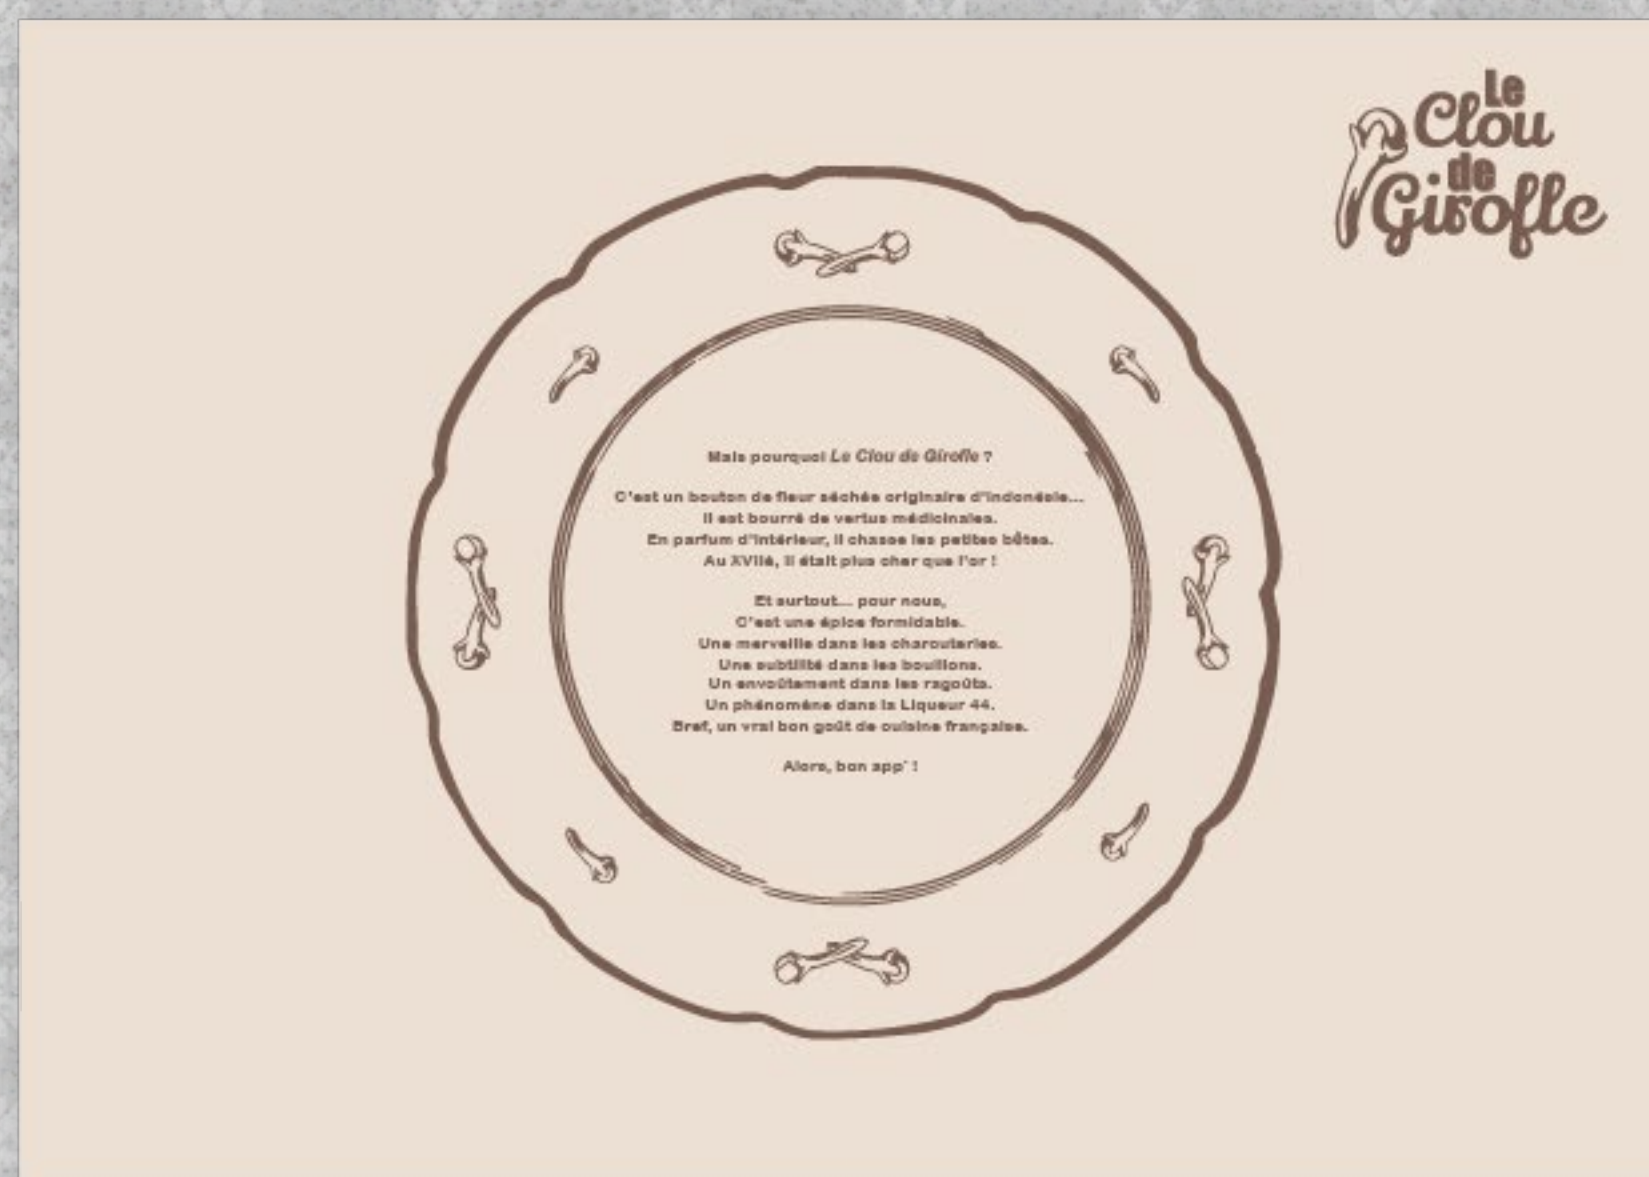 Le
Clou
de
Girofle
Mais pourquoi Le Clou de Girofle ?
C'est un bouton de fleur séchée originaire d'Indonésie...
Il est bourré de vertus médicinales.
En parfum d'intérieur, il chasse les petites bêtes.
Au XVIIè, il était plus cher que l'or !
Et surtout... pour nous,
C'est une épice formidable.
Une merveille dans les charcuteries.
Une subtilité dans les bouillons.
Un envoûtement dans les ragoûts.
Un phénomène dans la Liqueur 44.
Bref, un vrai bon goût de cuisine française.
Alors, bon app' !